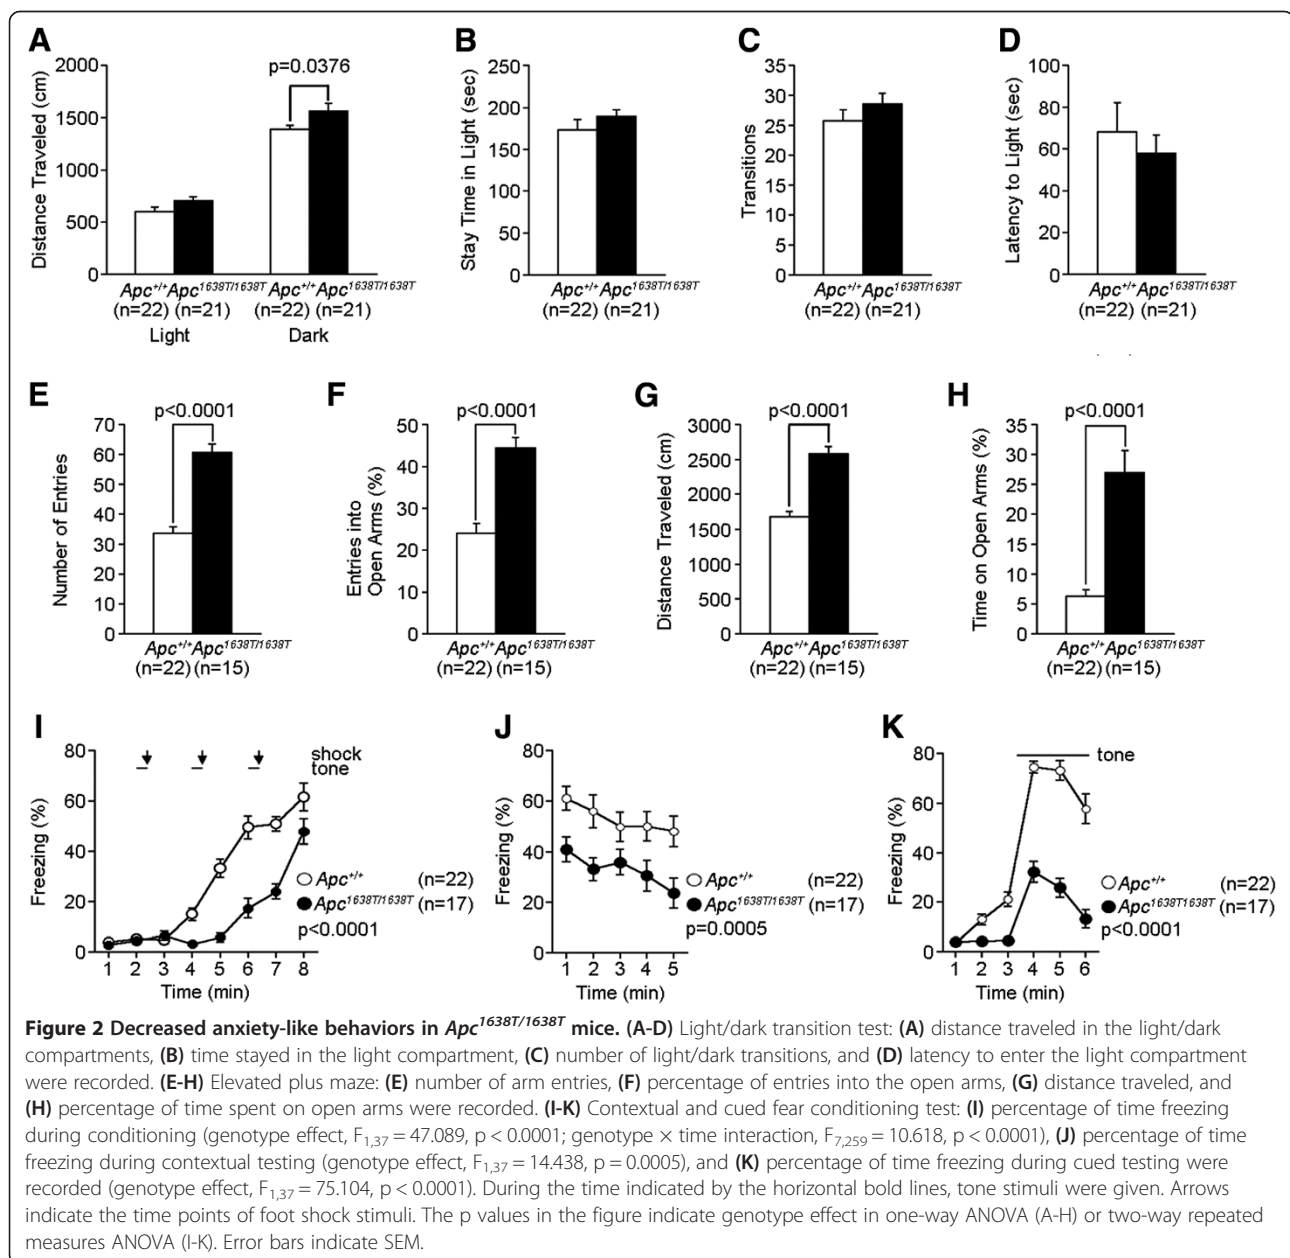 A
p=0.0376
2000
1500
1000
500
0
Distance Traveled (cm)
Apc+/+ Apc1638T/1638T Apc+/+ Apc1638T/1638T
(n=22) (n=21) (n=22) (n=21)
Light Dark
B
250
200
150
100
50
0
Stay Time in Light (sec)
Apc+/+ Apc1638T/1638T
(n=22) (n=21)
C
35
30
25
20
15
10
5
0
Transitions
Apc+/+ Apc1638T/1638T
(n=22) (n=21)
D
100
80
60
40
20
0
Latency to Light (sec)
Apc+/+ Apc1638T/1638T
(n=22) (n=21)
E
p<0.0001
70
60
50
40
30
20
10
0
Number of Entries
Apc+/+ Apc1638T/1638T
(n=22) (n=15)
F
p<0.0001
50
40
30
20
10
0
Entries into
Open Arms (%)
Apc+/+ Apc1638T/1638T
(n=22) (n=15)
G
p<0.0001
3000
2500
2000
1500
1000
500
0
Distance Traveled (cm)
Apc+/+ Apc1638T/1638T
(n=22) (n=15)
H
p<0.0001
35
30
25
20
15
10
5
0
Time on Open Arms (%)
Apc+/+ Apc1638T/1638T
(n=22) (n=15)
I
80
60
40
20
0
Freezing (%)
shock
tone
Apc+/+ (n=22)
Apc1638T/1638T (n=17)
p<0.0001
1 2 3 4 5 6 7 8
Time (min)
J
80
60
40
20
0
Freezing (%)
Apc+/+ (n=22)
Apc1638T/1638T (n=17)
p=0.0005
1 2 3 4 5
Time (min)
K
80
60
40
20
0
Freezing (%)
tone
Apc+/+ (n=22)
Apc1638T1638T (n=17)
p<0.0001
1 2 3 4 5 6
Time (min)
Figure 2 Decreased anxiety-like behaviors in Apc1638T/1638T mice. (A-D) Light/dark transition test: (A) distance traveled in the light/dark
compartments, (B) time stayed in the light compartment, (C) number of light/dark transitions, and (D) latency to enter the light compartment
were recorded. (E-H) Elevated plus maze: (E) number of arm entries, (F) percentage of entries into the open arms, (G) distance traveled, and
(H) percentage of time spent on open arms were recorded. (I-K) Contextual and cued fear conditioning test: (I) percentage of time freezing
during conditioning (genotype effect, F1,37 = 47.089, p < 0.0001; genotype × time interaction, F7,259 = 10.618, p < 0.0001), (J) percentage of time
freezing during contextual testing (genotype effect, F1,37 = 14.438, p = 0.0005), and (K) percentage of time freezing during cued testing were
recorded (genotype effect, F1,37 = 75.104, p < 0.0001). During the time indicated by the horizontal bold lines, tone stimuli were given. Arrows
indicate the time points of foot shock stimuli. The p values in the figure indicate genotype effect in one-way ANOVA (A-H) or two-way repeated
measures ANOVA (I-K). Error bars indicate SEM.